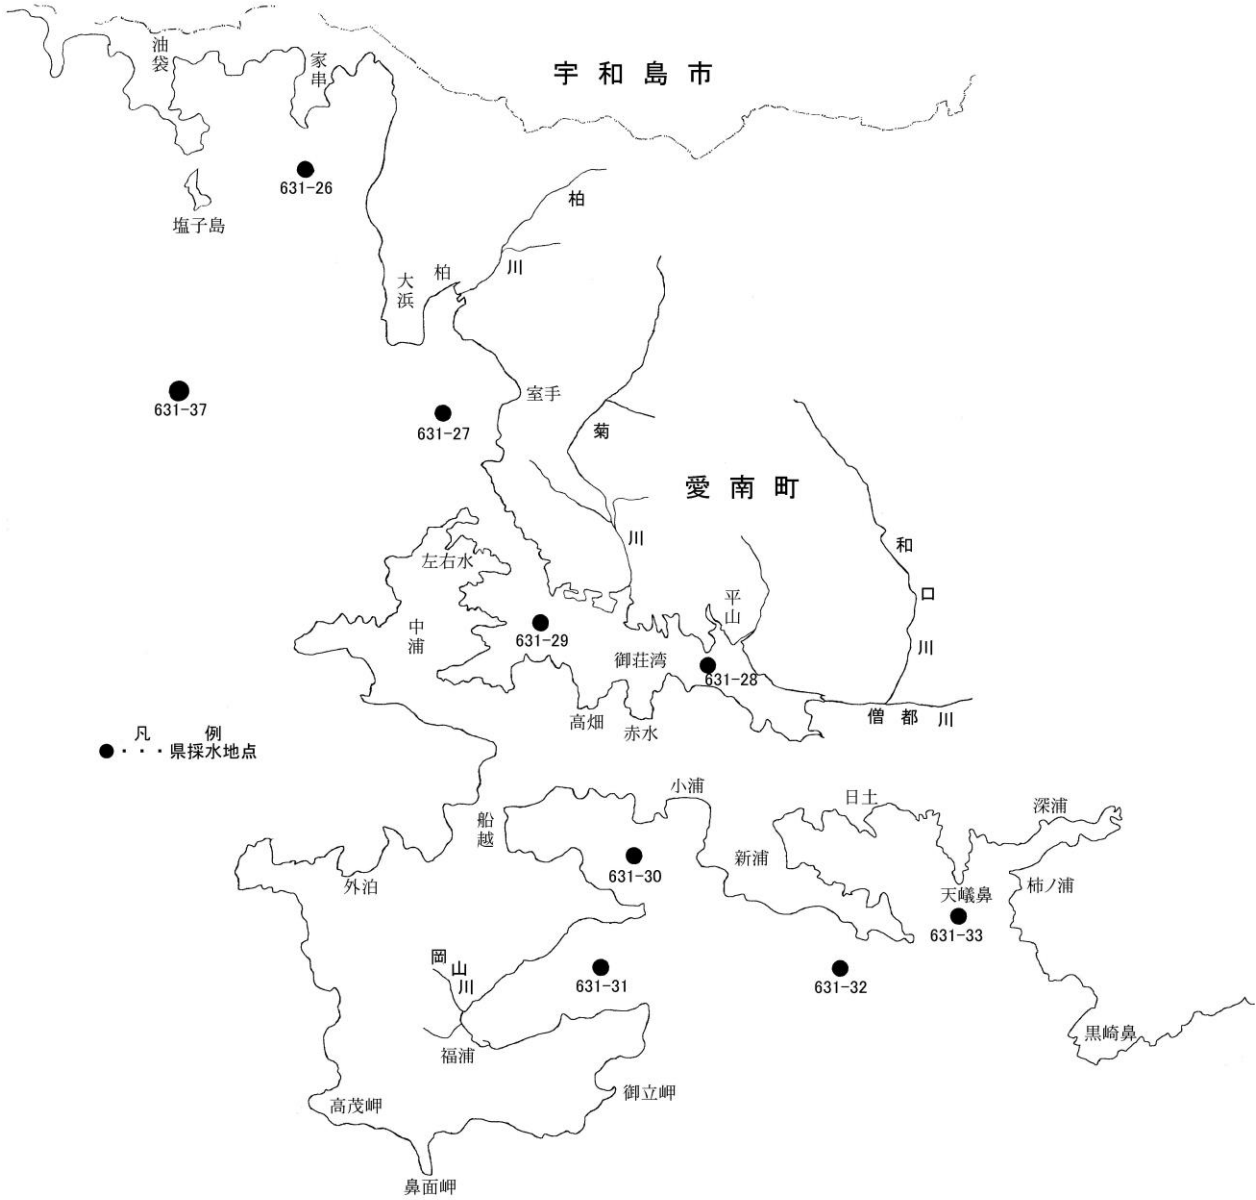 油袋
家串
宇和島市
631-26
塩子島
柏川
柏
大浜
室手
631-37
631-27
菊川
愛南町
左右水
和口川
平山
中浦
631-29
御荘湾
631-28
高畑
赤水
僧都川
凡例
●・・・県採水地点
小浦
日土
深浦
船越
新浦
631-30
外泊
柿ノ浦
天嶬鼻
631-33
岡山川
631-31
631-32
福浦
黒崎鼻
御立岬
高茂岬
鼻面岬